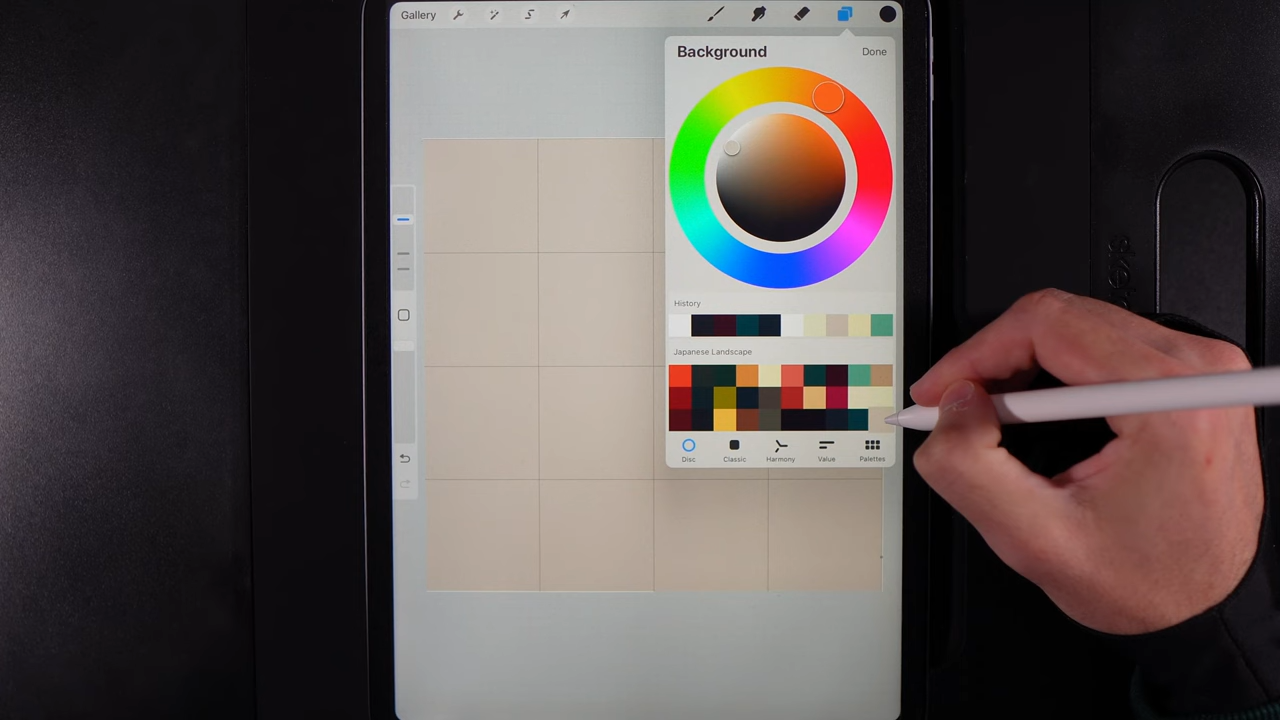 Gallery
Background Done
History
Japanese Landscape
Disc Classic Harmony Value Palettes